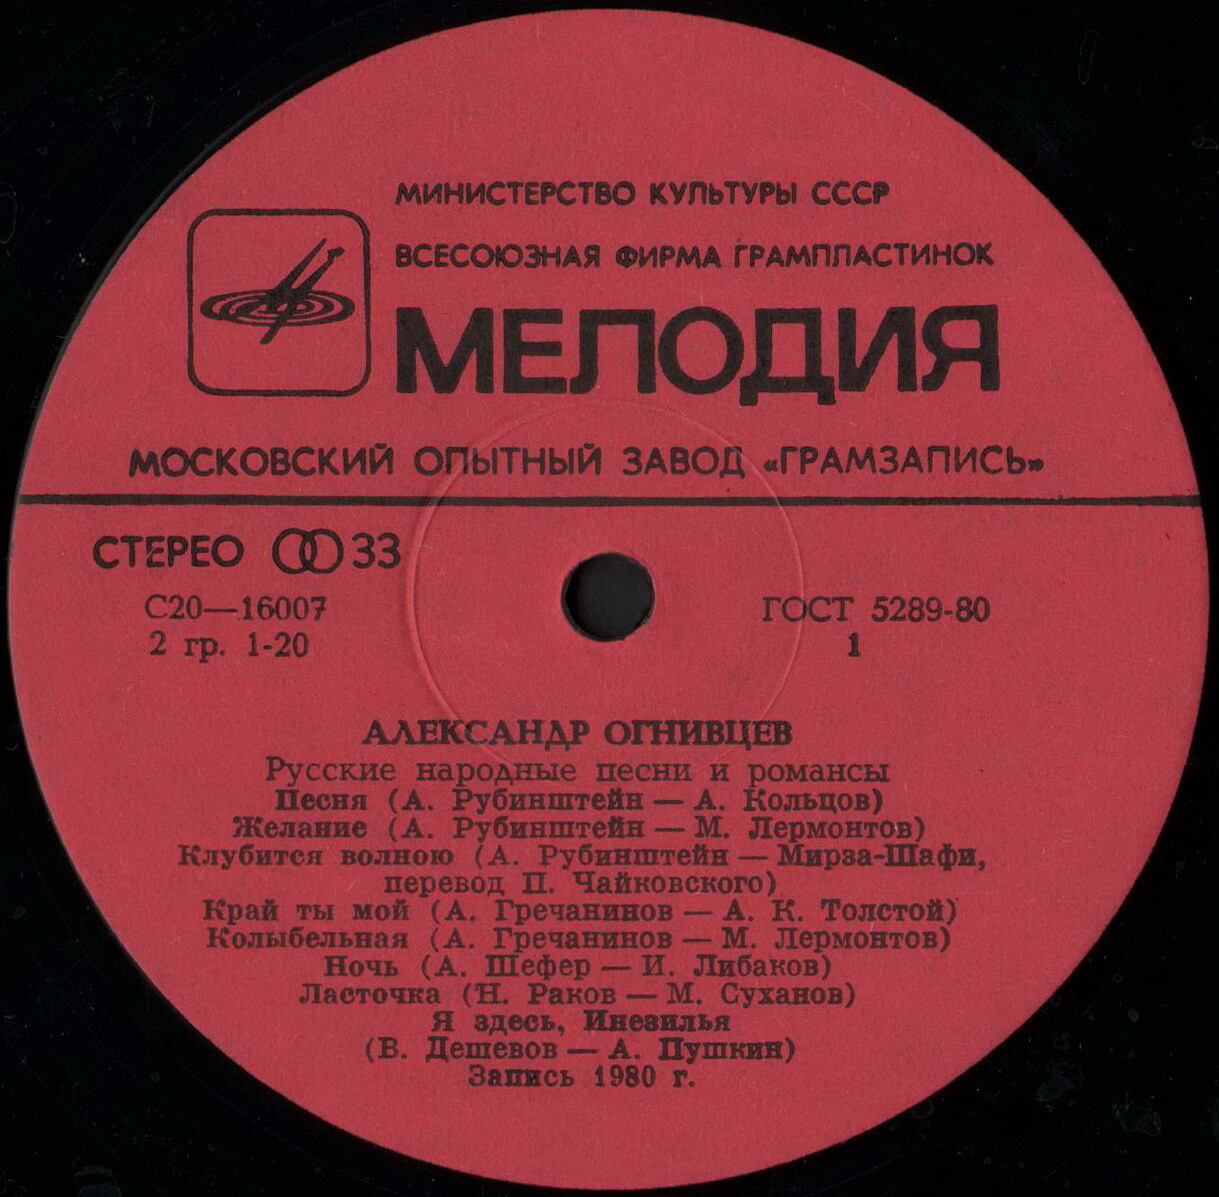 МИНИСТЕРСТВО КУЛЬТУРЫ СССР
ВСЕСОЮЗНАЯ ФИРМА ГРАМПЛАСТИНОК
МЕЛОДИЯ
МОСКОВСКИЙ ОПЫТНЫЙ ЗАВОД «ГРАМЗАПИСЬ»
СТЕРЕО 33
С20—16007
2 гр. 1-20
ГОСТ 5289-80
1
АЛЕКСАНДР ОГНИВЦЕВ
Русские народные песни и романсы
Песня (А. Рубинштейн — А. Кольцов)
Желание (А. Рубинштейн — М. Лермонтов)
Клубится волною (А. Рубинштейн — Мирза-Шафи,
перевод П. Чайковского)
Край ты мой (А. Гречанинов — А. К. Толстой)
Колыбельная (А. Гречанинов — М. Лермонтов)
Ночь (А. Шефер — И. Либаков)
Ласточка (Н. Раков — М. Суханов)
Я здесь, Инезилья
(В. Дешевов — А. Пушкин)
Запись 1980 г.